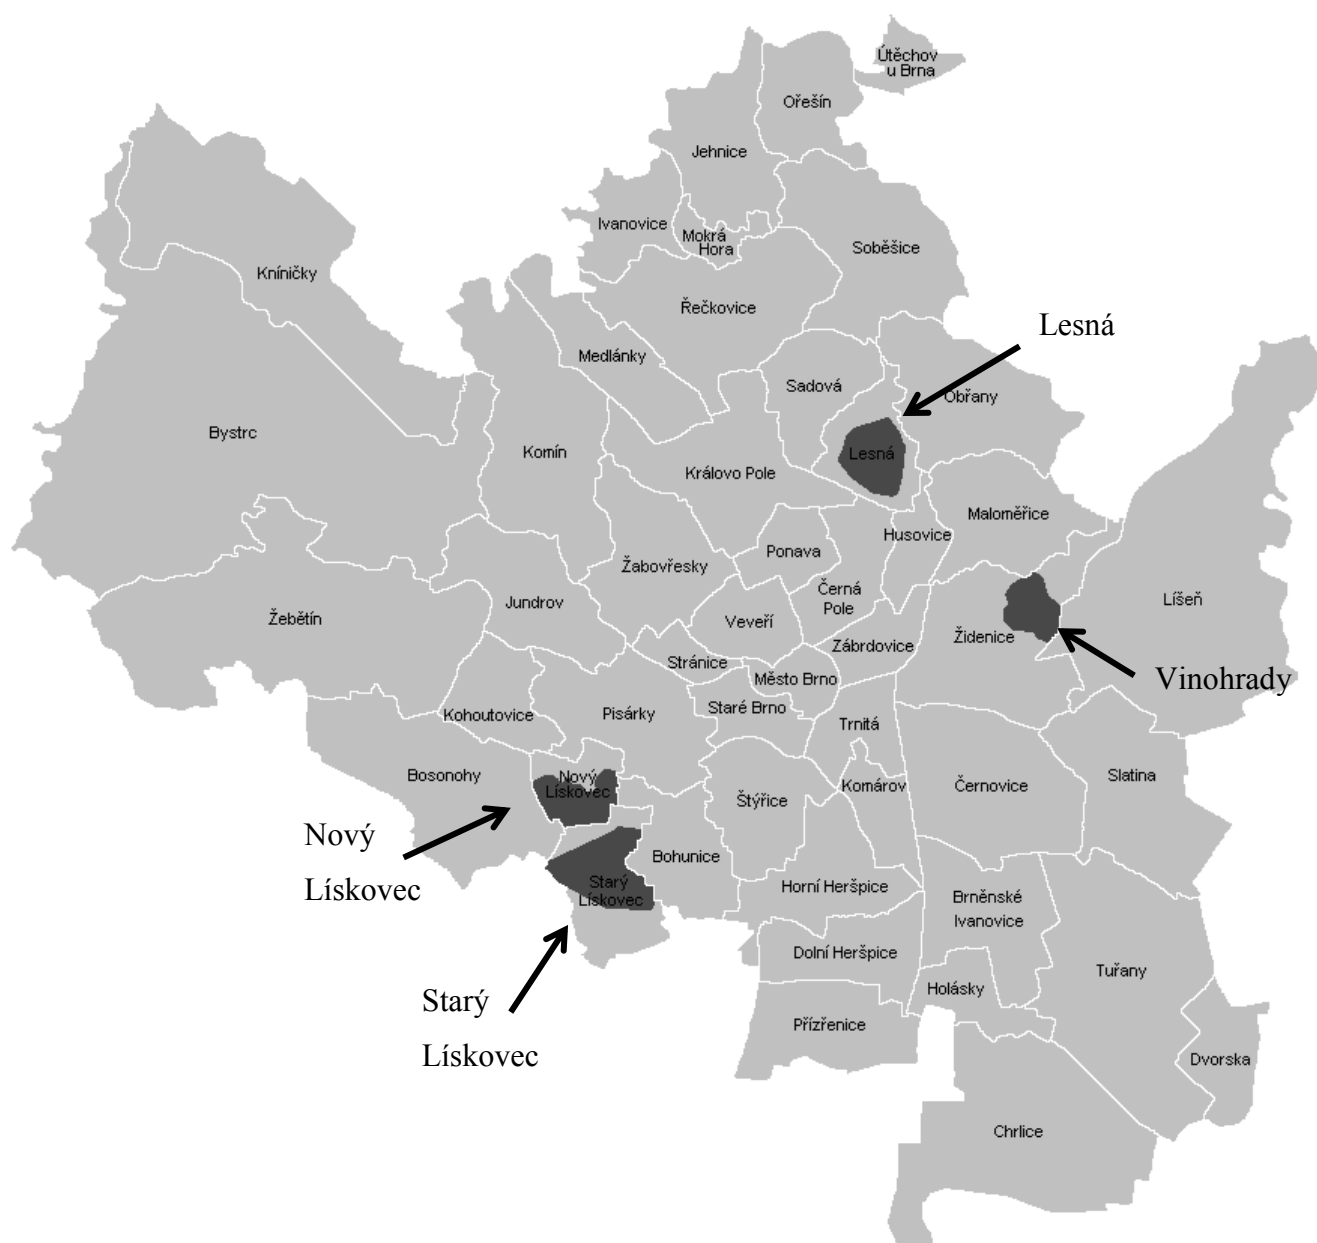 Útěchov
u Brna
Ořešín
Jehnice
Ivanovice
Mokrá
Hora
Soběšice
Kníničky
Řečkovice
Lesná
Medlánky
Sadová
Obřany
Bystrc
Komín
Lesná
Královo Pole
Maloměřice
Husovice
Ponava
Žabovřesky
Černá
Pole
Jundrov
Líšeň
Žebětín
Veveří
Židenice
Zábrdovice
Stránice
Město Brno
Vinohrady
Kohoutovice
Pisárky
Staré Brno
Trnitá
Bosonohy
Nový
Lískovec
Štýřice
Komárov
Černovice
Slatina
Nový
Lískovec
Bohunice
Starý
Lískovec
Horní Heršpice
Brněnské
Ivanovice
Dolní Heršpice
Tuřany
Holásky
Starý
Lískovec
Přízřenice
Dvorska
Chrlice